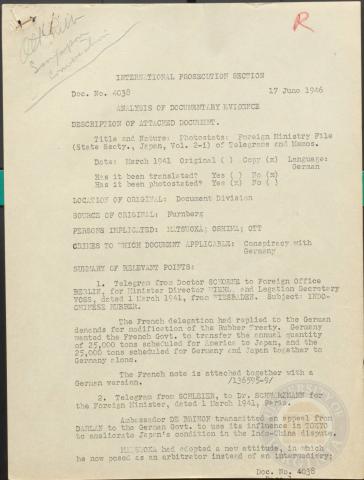 R
INTERNATIONAL PROSECUTION SECTION
Doc. No. 4038 17 June 1946
ANALYSIS OF DOCUMENTARY EVIDENCE
DESCRIPTION OF ATTACHED DOCUMENT.
Title and Nature: Photostats: Foreign Ministry File
(State Secty., Japan, Vol. 2-i) of Telegrams and Memos.
Date: March 1941 Original ( ) Copy (x) Language:
German
Has it been translated? Yes ( ) No (x)
Has it been photostated? Yes (x) No ( )
LOCATION OF ORIGINAL: Document Division
SOURCE OF ORIGINAL: Nurnberg
PERSONS IMPLICATED: MATSUOKA; OSHIMA; OTT
CRIMES TO WHICH DOCUMENT APPLICABLE: Conspiracy with
Germany
SUMMARY OF RELEVANT POINTS:
1. Telegram from Doctor to Foreign Office
BERLIN, for Minister Director WIEHL, and Legation Secretary
VOSS, dated 1 March 1941, from WIESBADEN. Subject: INDO-
CHINESE RUBBER.
The French delegation had replied to the German
demands for modification of the Rubber Treaty. Germany
wanted the French Govt. to transfer the annual quantity
of 25,000 tons scheduled for America to Japan, and the
25,000 tons scheduled for Germany and Japan together to
Germany alone.
The French note is attached together with a
German version. /136595-9/
2. Telegram from SCHLEIER, to Dr. SCHWARZMANN for
the Foreign Minister, dated 1 March 1941, Paris.
Ambassador DE BRINON transmitted an appeal from
DARLAN to the German Govt. to use its influence in TOKYO
to ameliorate Japan's condition in the Indo-China dispute.
MATSUOKA had adopted a new attitude, in which
he now posed as an arbitrator instead of an intermediary;
Doc. No. 4038